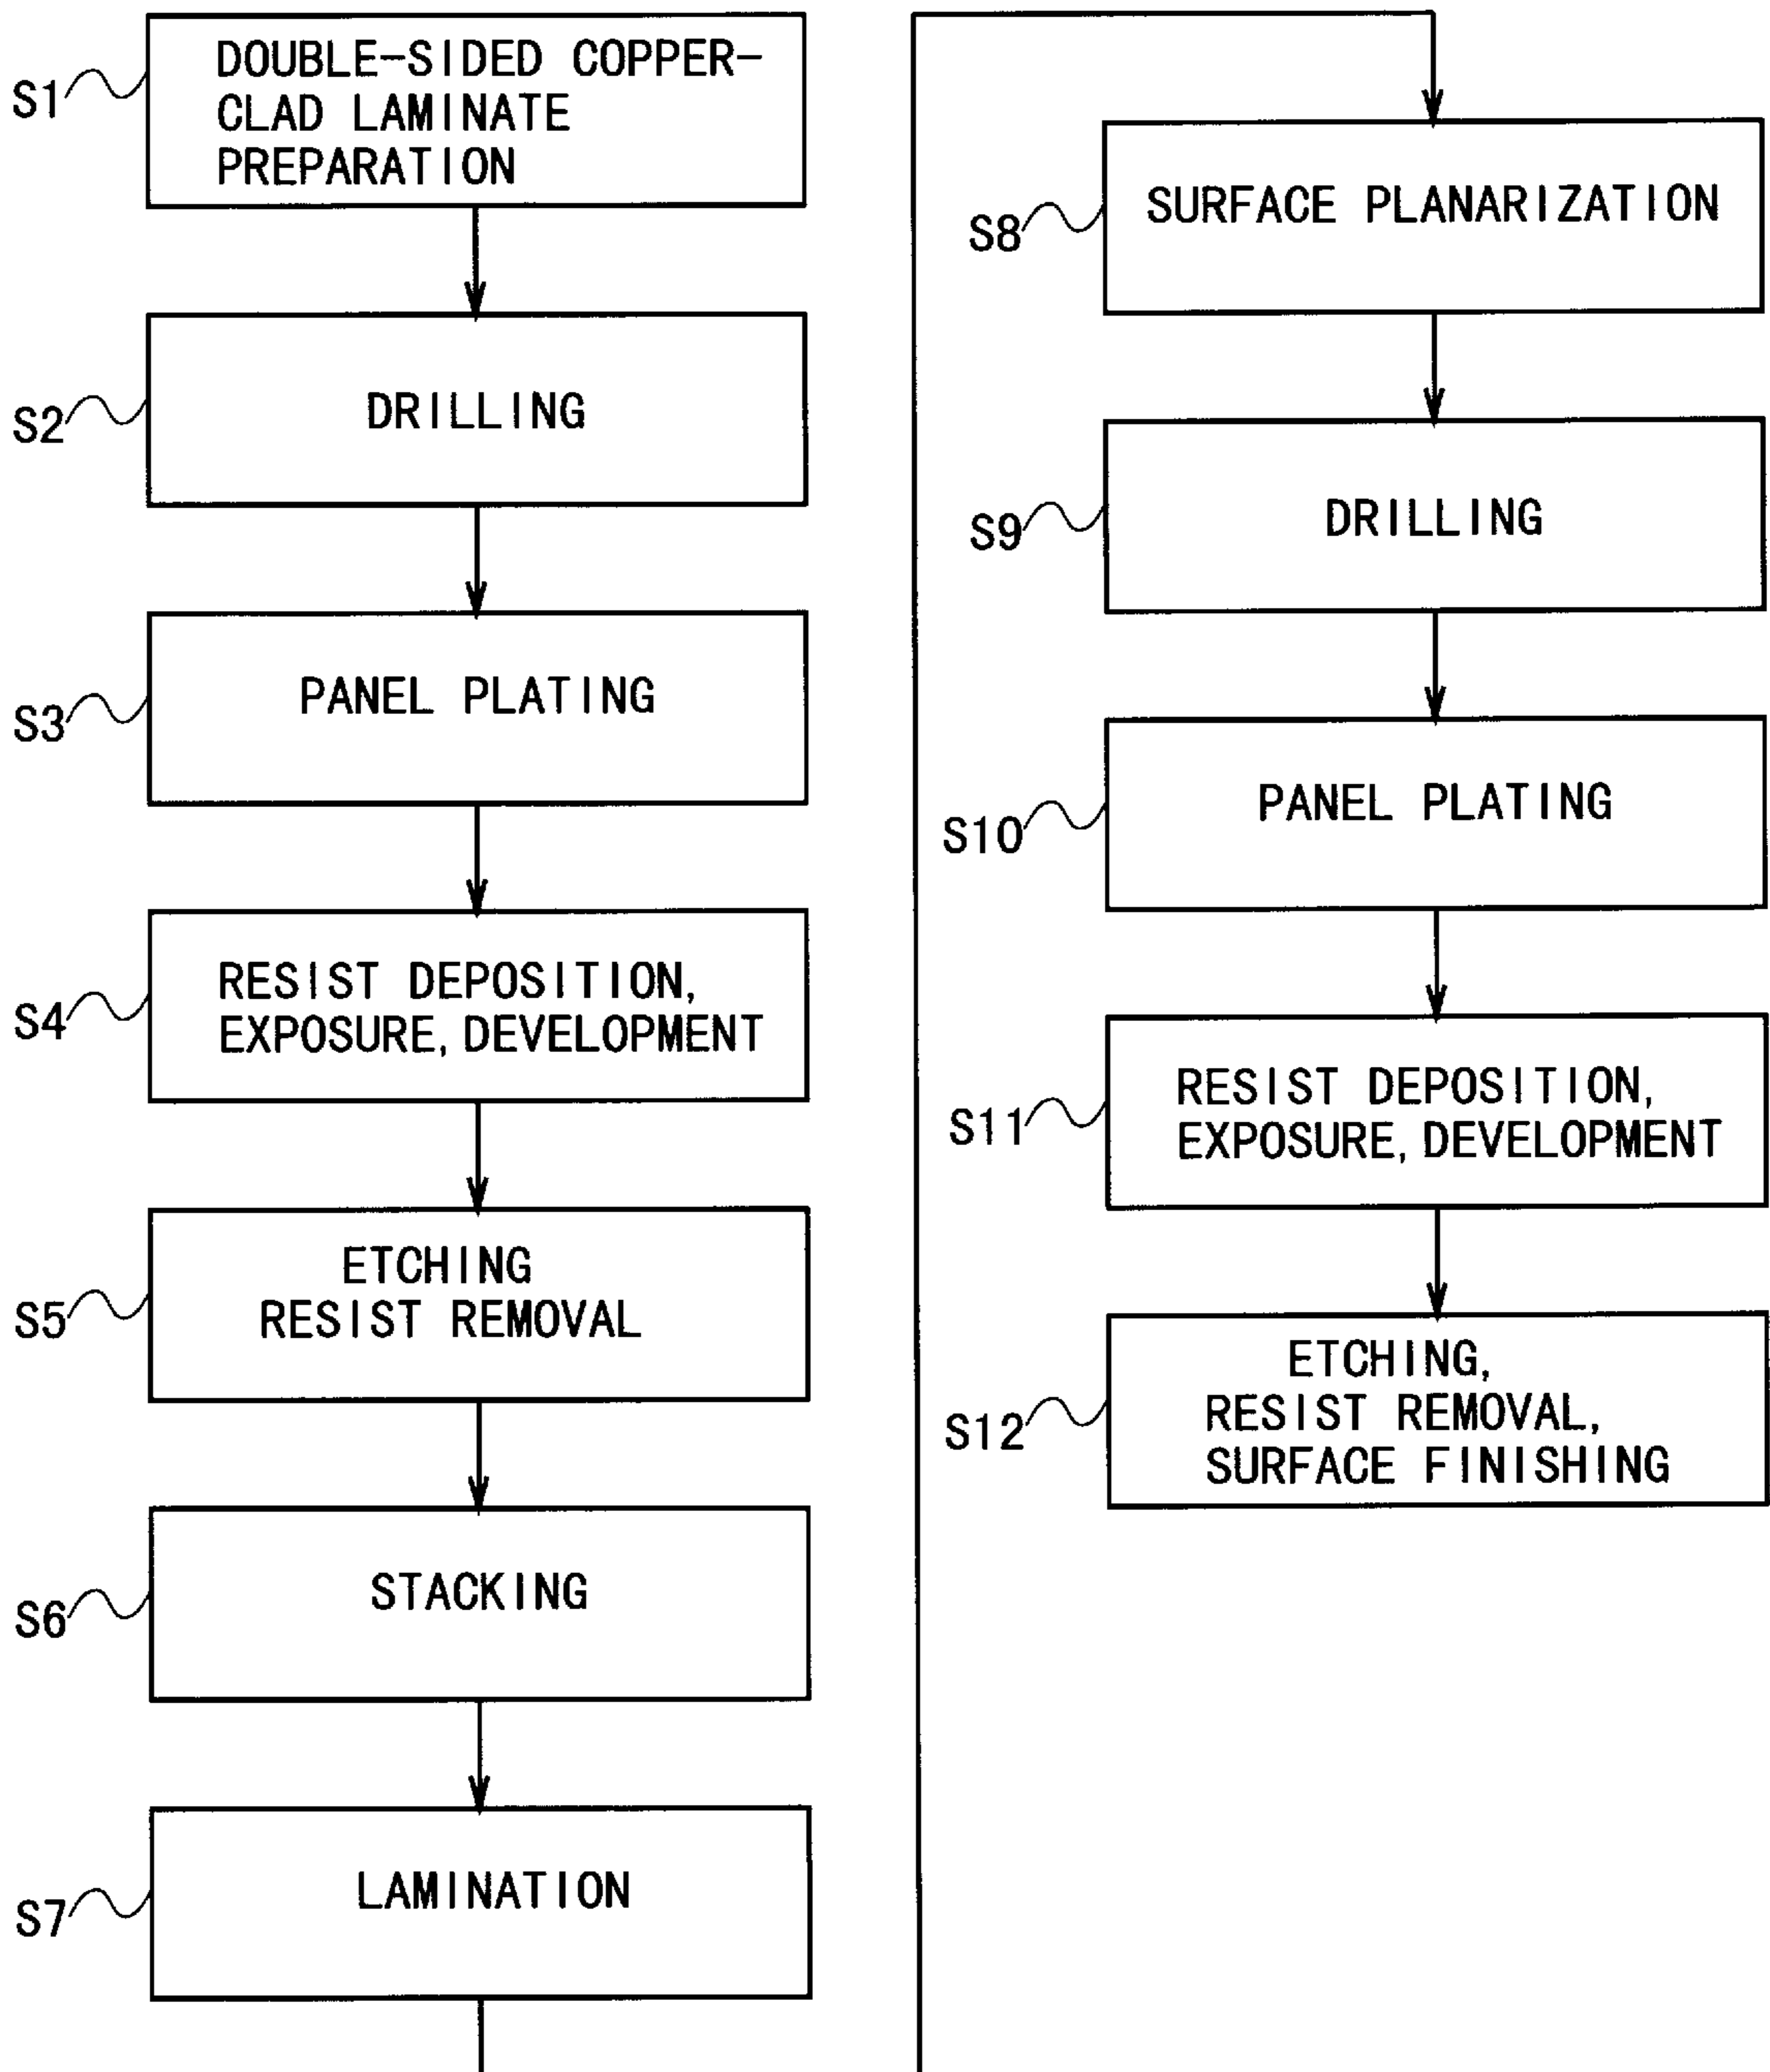 S1
DOUBLE-SIDED COPPER-
CLAD LAMINATE
PREPARATION
S2
DRILLING
S3
PANEL PLATING
S4
RESIST DEPOSITION,
EXPOSURE, DEVELOPMENT
S5
ETCHING
RESIST REMOVAL
S6
STACKING
S7
LAMINATION
S8
SURFACE PLANARIZATION
S9
DRILLING
S10
PANEL PLATING
S11
RESIST DEPOSITION,
EXPOSURE, DEVELOPMENT
S12
ETCHING,
RESIST REMOVAL,
SURFACE FINISHING